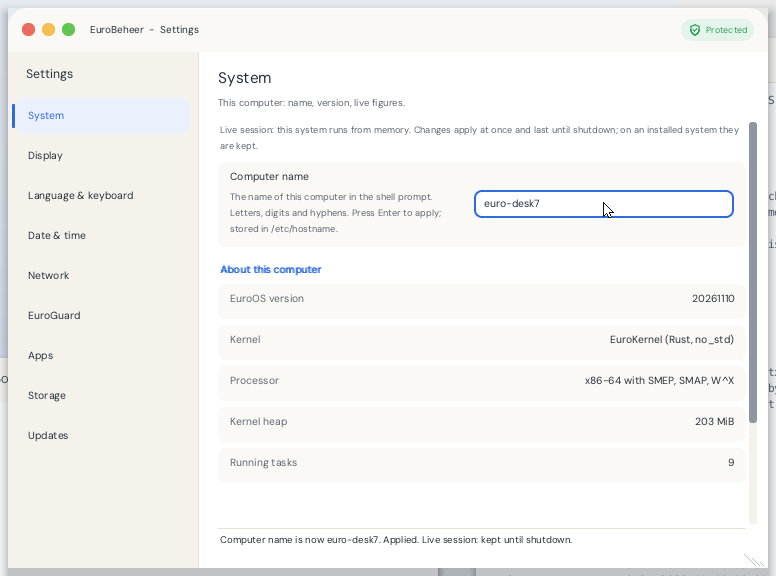 EuroBeheer - Settings
Protected
Settings
System
Display
Language & keyboard
Date & time
Network
EuroGuard
Apps
Storage
Updates
System
This computer: name, version, live figures.
Live session: this system runs from memory. Changes apply at once and last until shutdown; on an installed system they
are kept.
Computer name
The name of this computer in the shell prompt.
Letters, digits and hyphens. Press Enter to apply;
stored in /etc/hostname.
euro-desk7
About this computer
EuroOS version
20261110
Kernel
EuroKernel (Rust, no_std)
Processor
x86-64 with SMEP, SMAP, W^X
Kernel heap
203 MiB
Running tasks
9
Computer name is now euro-desk7. Applied. Live session: kept until shutdown.